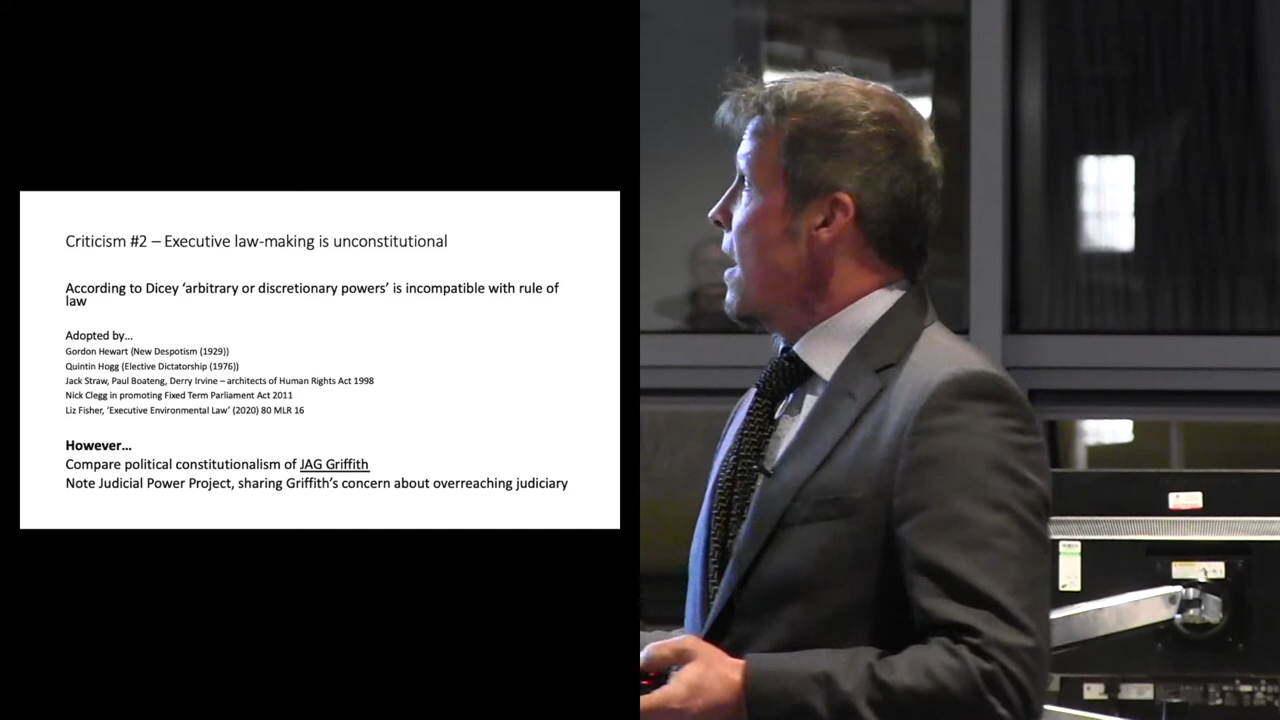 Criticism #2 – Executive law-making is unconstitutional
According to Dicey ‘arbitrary or discretionary powers’ is incompatible with rule of
law
Adopted by…
Gordon Hewart (New Despotism (1929))
Quintin Hogg (Elective Dictatorship (1976))
Jack Straw, Paul Boateng, Derry Irvine – architects of Human Rights Act 1998
Nick Clegg in promoting Fixed Term Parliament Act 2011
Liz Fisher, ‘Executive Environmental Law’ (2020) 80 MLR 16
However…
Compare political constitutionalism of JAG Griffith
Note Judicial Power Project, sharing Griffith’s concern about overreaching judiciary